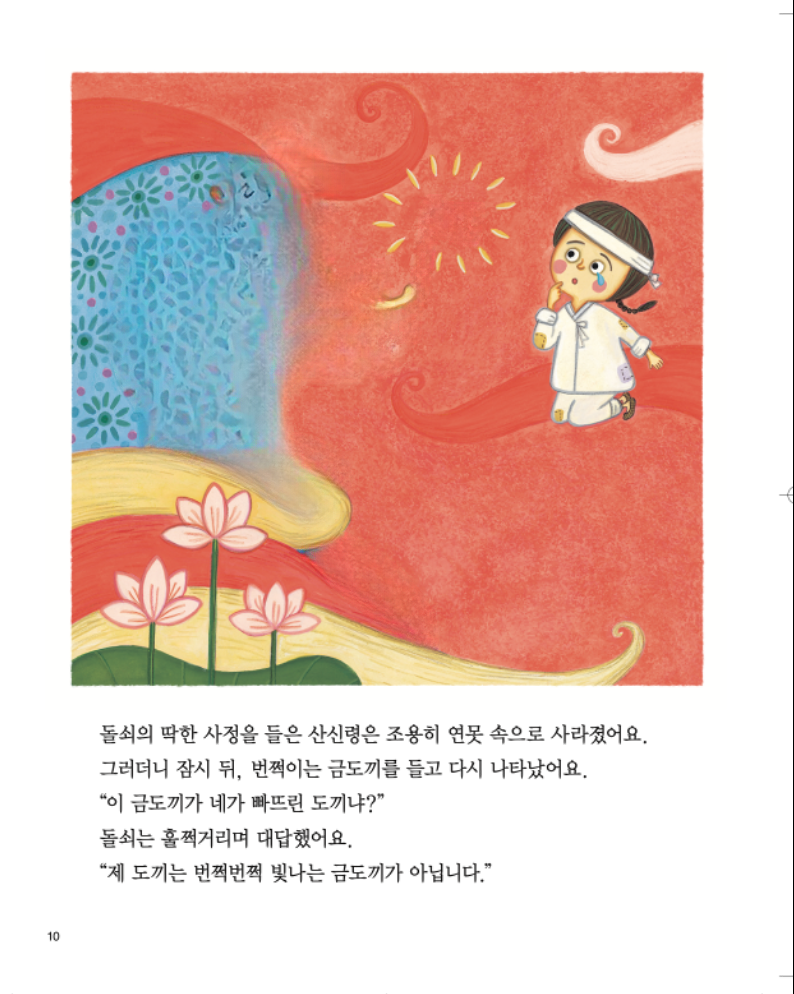 돌쇠의 딱한 사정을 들은 산신령은 조용히 연못 속으로 사라졌어요.
그러더니 잠시 뒤, 번쩍이는 금도끼를 들고 다시 나타났어요.
“이 금도끼가 네가 빠뜨린 도끼냐?”
돌쇠는 훌쩍거리며 대답했어요.
“제 도끼는 번쩍번쩍 빛나는 금도끼가 아닙니다.”
10